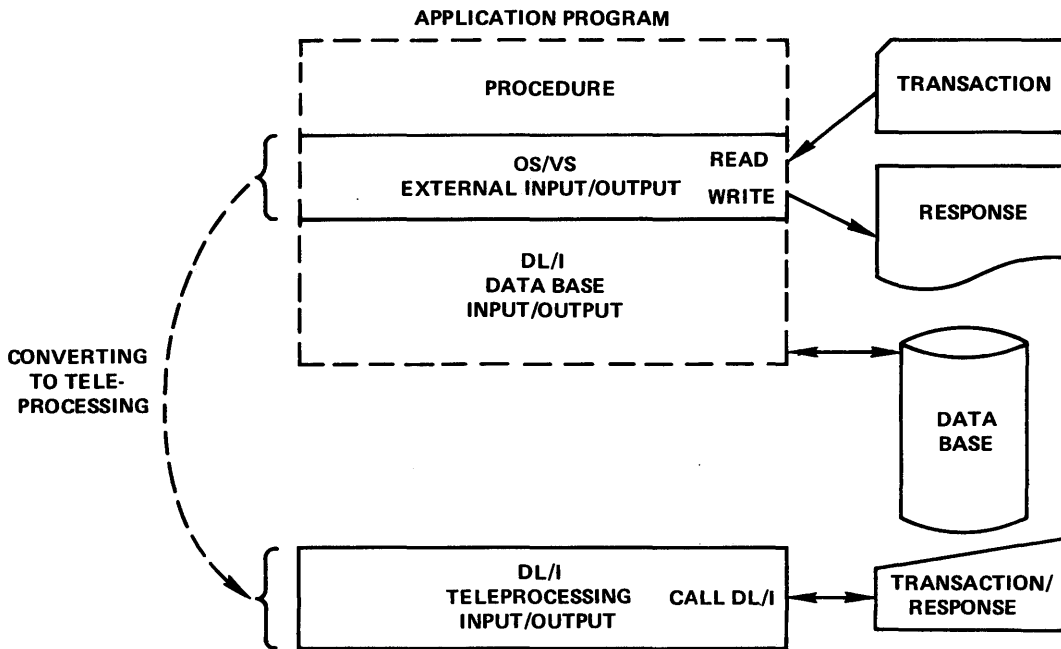 APPLICATION PROGRAM
PROCEDURE
TRANSACTION
OS/VS
EXTERNAL INPUT/OUTPUT
READ
WRITE
RESPONSE
DL/I
DATA BASE
INPUT/OUTPUT
CONVERTING
TO TELE-
PROCESSING
DATA
BASE
DL/I
TELEPROCESSING
INPUT/OUTPUT
CALL DL/I
TRANSACTION/
RESPONSE